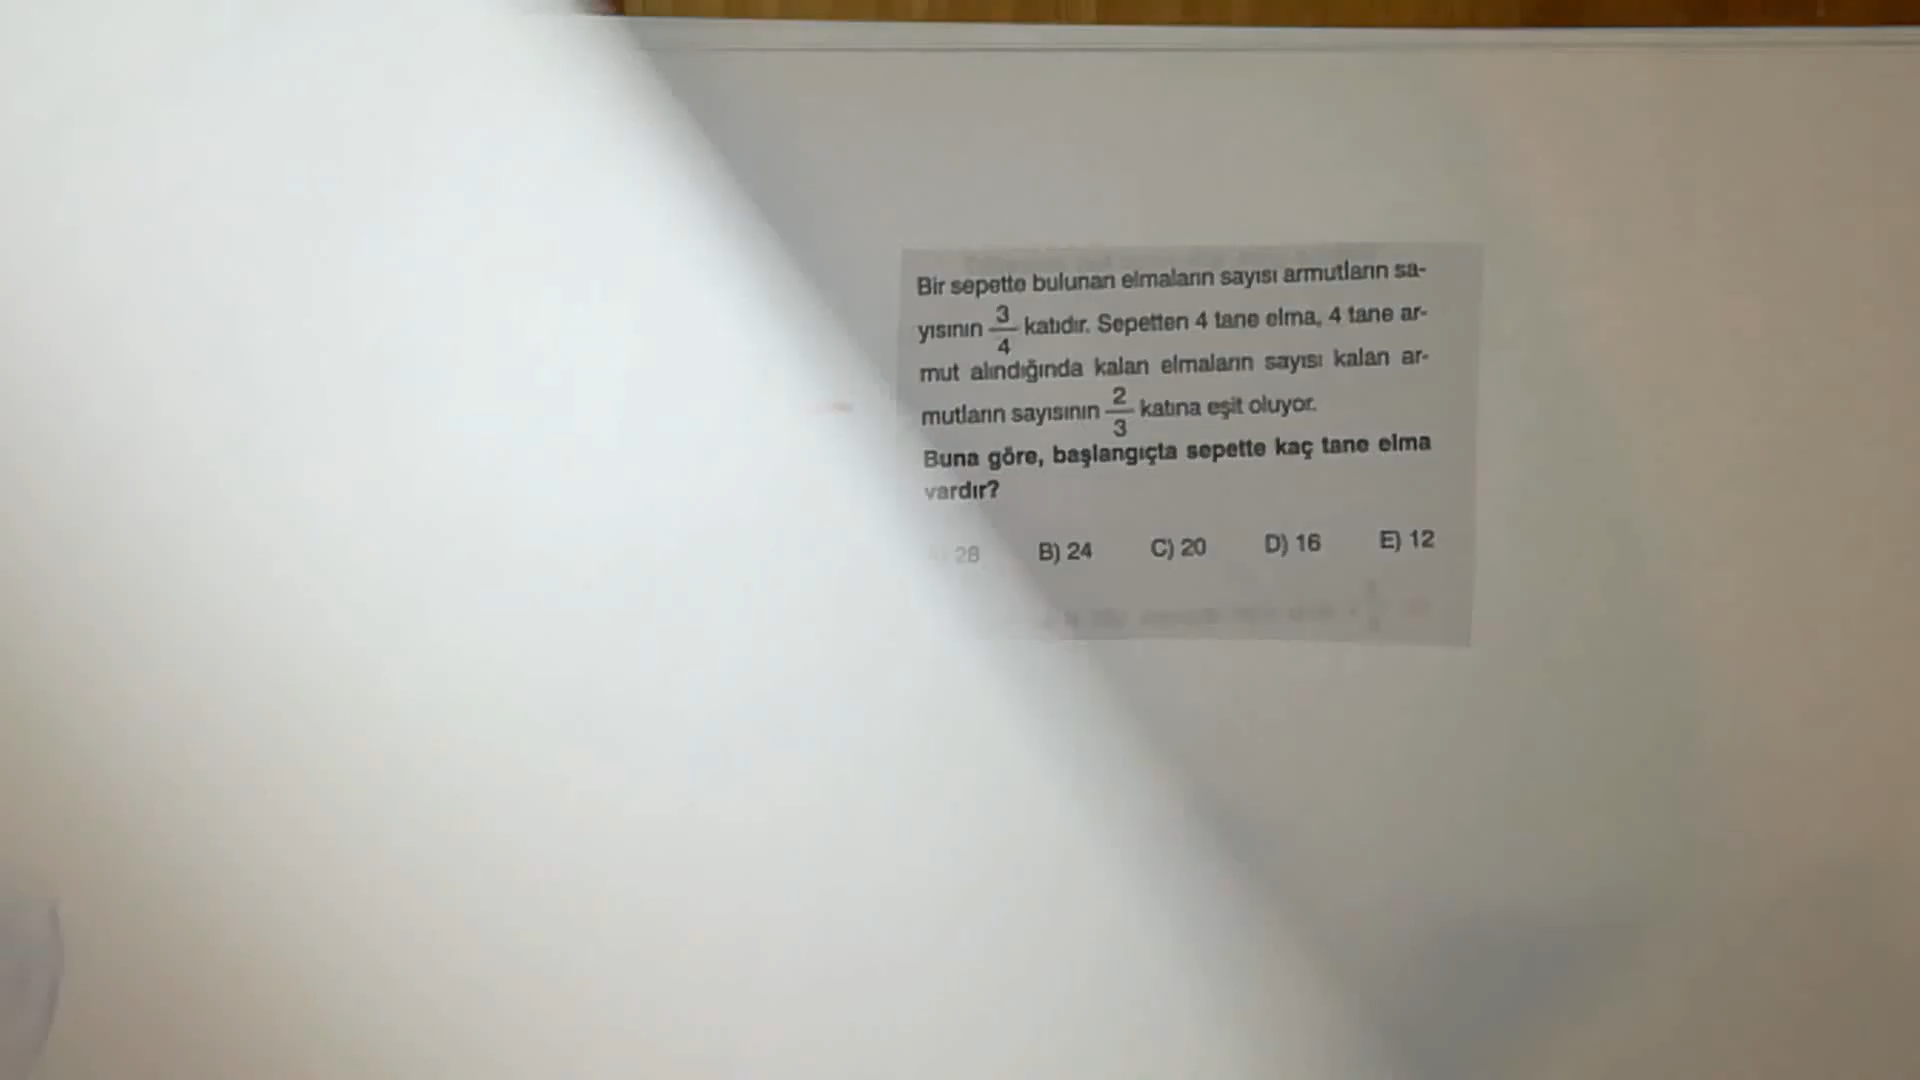 Bir sepette bulunan elmaların sayısı armutların sa-
yısının 3/4 katıdır. Sepetten 4 tane elma, 4 tane ar-
mut alındığında kalan elmaların sayısı kalan ar-
mutların sayısının 2/3 katına eşit oluyor.
Buna göre, başlangıçta sepette kaç tane elma
vardır?
28 B) 24 C) 20 D) 16 E) 12